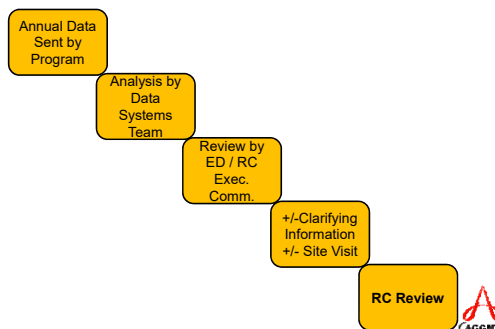 Annual Data
Sent by
Program
Analysis by
Data
Systems
Team
Review by
ED / RC
Exec.
Comm.
+/-Clarifying
Information
+/- Site Visit
RC Review